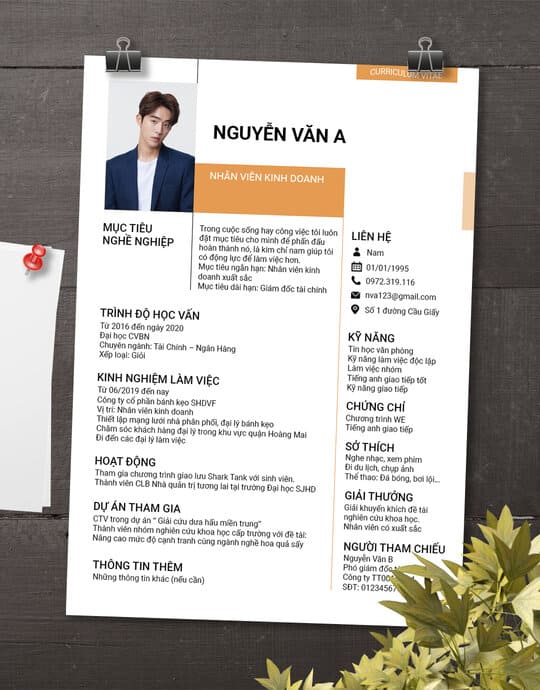 CURRICULUM VITAE
NGUYỄN VĂN A
NHÂN VIÊN KINH DOANH
MỤC TIÊU
NGHỀ NGHIỆP
Trong cuộc sống hay công việc tôi luôn
đặt mục tiêu cho mình để phấn đấu
hoàn thành nó, là kim chỉ nam giúp tôi
có động lực để làm việc hơn.
Mục tiêu ngắn hạn: Nhân viên kinh
doanh xuất sắc
Mục tiêu dài hạn: Giám đốc tài chính
TRÌNH ĐỘ HỌC VẤN
Từ 2016 đến ngày 2020
Đại học CVBN
Chuyên ngành: Tài Chính – Ngân Hàng
Xếp loại: Giỏi
KINH NGHIỆM LÀM VIỆC
Từ 06/2019 đến nay
Công ty cổ phần bánh kẹo SHDVF
Vị trí: Nhân viên kinh doanh
Thiết lập mạng lưới nhà phân phối, đại lý bánh kẹo
Chăm sóc khách hàng đại lý trong khu vực quận Hoàng Mai
Đi đến các đại lý làm việc
HOẠT ĐỘNG
Tham gia chương trình giao lưu Shark Tank với sinh viên.
Thành viên CLB Nhà quản trị tương lai tại trường Đại học SJHD
DỰ ÁN THAM GIA
CTV trong dự án “ Giải cứu dưa hấu miền trung”
Thành viên nhóm nghiên cứu khoa học cấp trường với đề tài:
Nâng cao mức độ cạnh tranh cùng ngành nghề hoa quả sấy
THÔNG TIN THÊM
Những thông tin khác (nếu cần)
LIÊN HỆ
Nam
01/01/1995
0972.319.116
nva123@gmail.com
Số 1 đường Cầu Giấy
KỸ NĂNG
Tin học văn phòng
Kỹ năng làm việc độc lập
Làm việc nhóm
Tiếng anh giao tiếp tốt
Kỹ năng giao tiếp
CHỨNG CHỈ
Chương trình WE
Tiếng anh giao tiếp
SỞ THÍCH
Nghe nhạc, xem phim
Đi du lịch, chụp ảnh
Thể thao: Đá bóng, bơi lội...
GIẢI THƯỞNG
Giải khuyến khích đề tài
nghiên cứu khoa học.
Nhân viên có xuất sắc
NGƯỜI THAM CHIẾU
Nguyễn Văn B
Phó giám đốc
Công ty
SĐT: